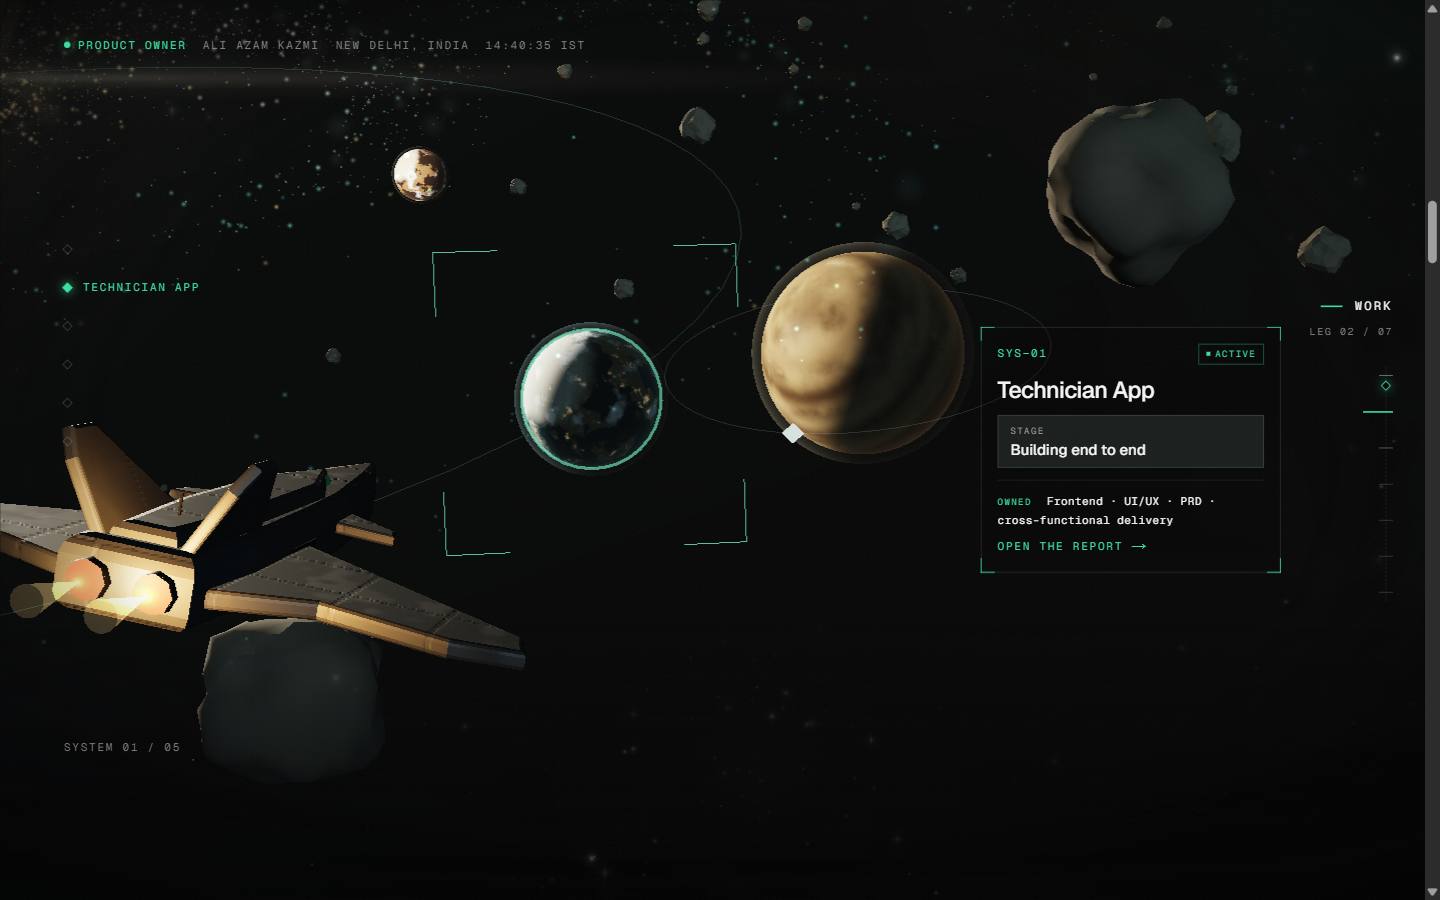 PRODUCT OWNER ALI AZAM KAZMI NEW DELHI, INDIA 14:40:35 IST
TECHNICIAN APP
WORK
LEG 02 / 07
SYS-01
ACTIVE
Technician App
STAGE
Building end to end
OWNED Frontend · UI/UX · PRD ·
cross-functional delivery
OPEN THE REPORT →
SYSTEM 01 / 05